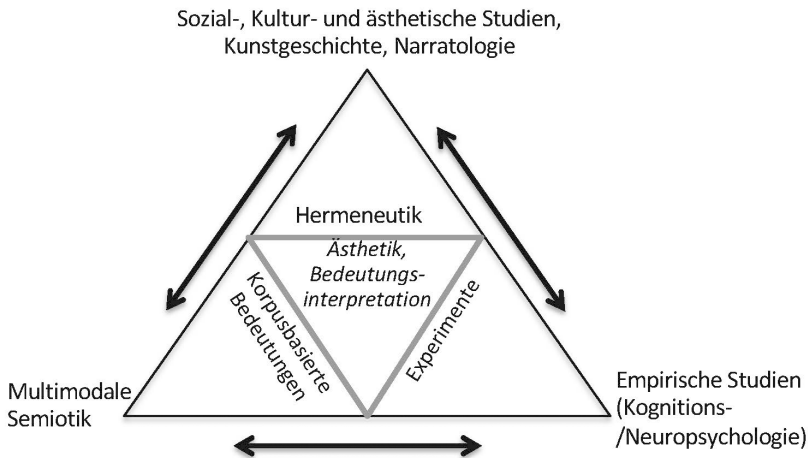 Sozial-, Kultur- und ästhetische Studien,
Kunstgeschichte, Narratologie
Hermeneutik
Ästhetik,
Bedeutungs-
interpretation
Korpusbasierte
Bedeutungen
Experimente
Multimodale
Semiotik
Empirische Studien
(Kognitions-
/Neuropsychologie)